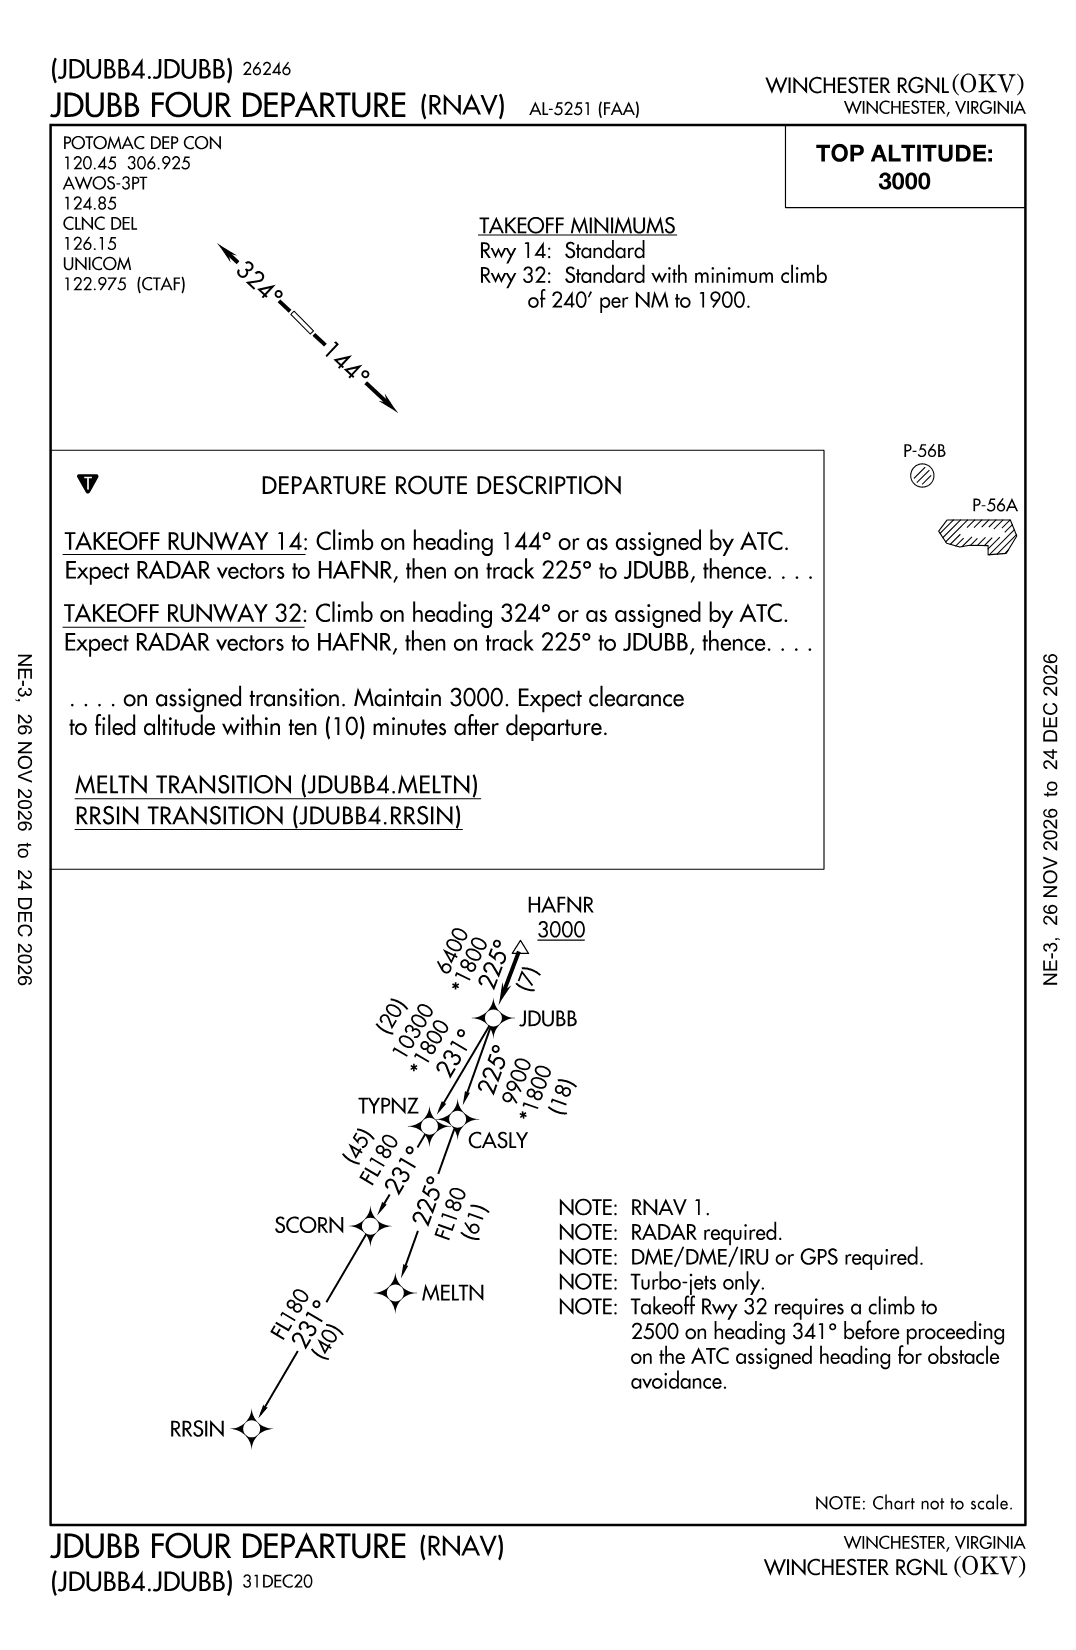 (JDUBB4.JDUBB) 26246
JDUBB FOUR DEPARTURE (RNAV) AL-5251 (FAA)
WINCHESTER RGNL (OKV)
WINCHESTER, VIRGINIA
POTOMAC DEP CON
120.45 306.925
AWOS-3PT
124.85
CLNC DEL
126.15
UNICOM
122.975 (CTAF)
TOP ALTITUDE:
3000
TAKEOFF MINIMUMS
Rwy 14: Standard
Rwy 32: Standard with minimum climb
of 240' per NM to 1900.
324°
144°
P-56B
P-56A
T
DEPARTURE ROUTE DESCRIPTION
TAKEOFF RUNWAY 14: Climb on heading 144° or as assigned by ATC.
Expect RADAR vectors to HAFNR, then on track 225° to JDUBB, thence. . . .
TAKEOFF RUNWAY 32: Climb on heading 324° or as assigned by ATC.
Expect RADAR vectors to HAFNR, then on track 225° to JDUBB, thence. . . .
. . . . on assigned transition. Maintain 3000. Expect clearance
to filed altitude within ten (10) minutes after departure.
MELTN TRANSITION (JDUBB4.MELTN)
RRSIN TRANSITION (JDUBB4.RRSIN)
NE-3, 26 NOV 2026 to 24 DEC 2026
NE-3, 26 NOV 2026 to 24 DEC 2026
HAFNR
3000
6400
*1800
225°
(7)
JDUBB
(20)
10300
*1800
231°
225°
9900
*1800
(18)
TYPNZ
CASLY
(45)
FL180
231°
225°
FL180
(61)
SCORN
MELTN
FL180
231°
(40)
RRSIN
NOTE: RNAV 1.
NOTE: RADAR required.
NOTE: DME/DME/IRU or GPS required.
NOTE: Turbo-jets only.
NOTE: Takeoff Rwy 32 requires a climb to
2500 on heading 341° before proceeding
on the ATC assigned heading for obstacle
avoidance.
NOTE: Chart not to scale.
JDUBB FOUR DEPARTURE (RNAV)
(JDUBB4.JDUBB) 31DEC20
WINCHESTER, VIRGINIA
WINCHESTER RGNL (OKV)